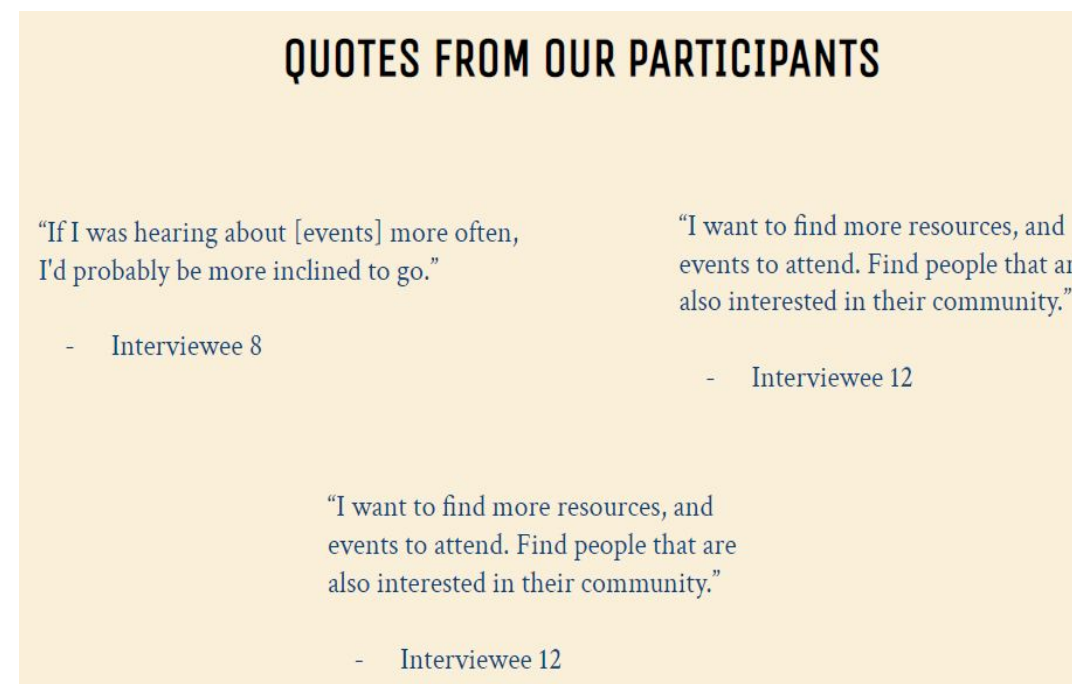 QUOTES FROM OUR PARTICIPANTS
“If I was hearing about [events] more often,
I'd probably be more inclined to go.”
- Interviewee 8
“I want to find more resources, and
events to attend. Find people that
also interested in their community.”
- Interviewee 12
“I want to find more resources, and
events to attend. Find people that are
also interested in their community.”
- Interviewee 12